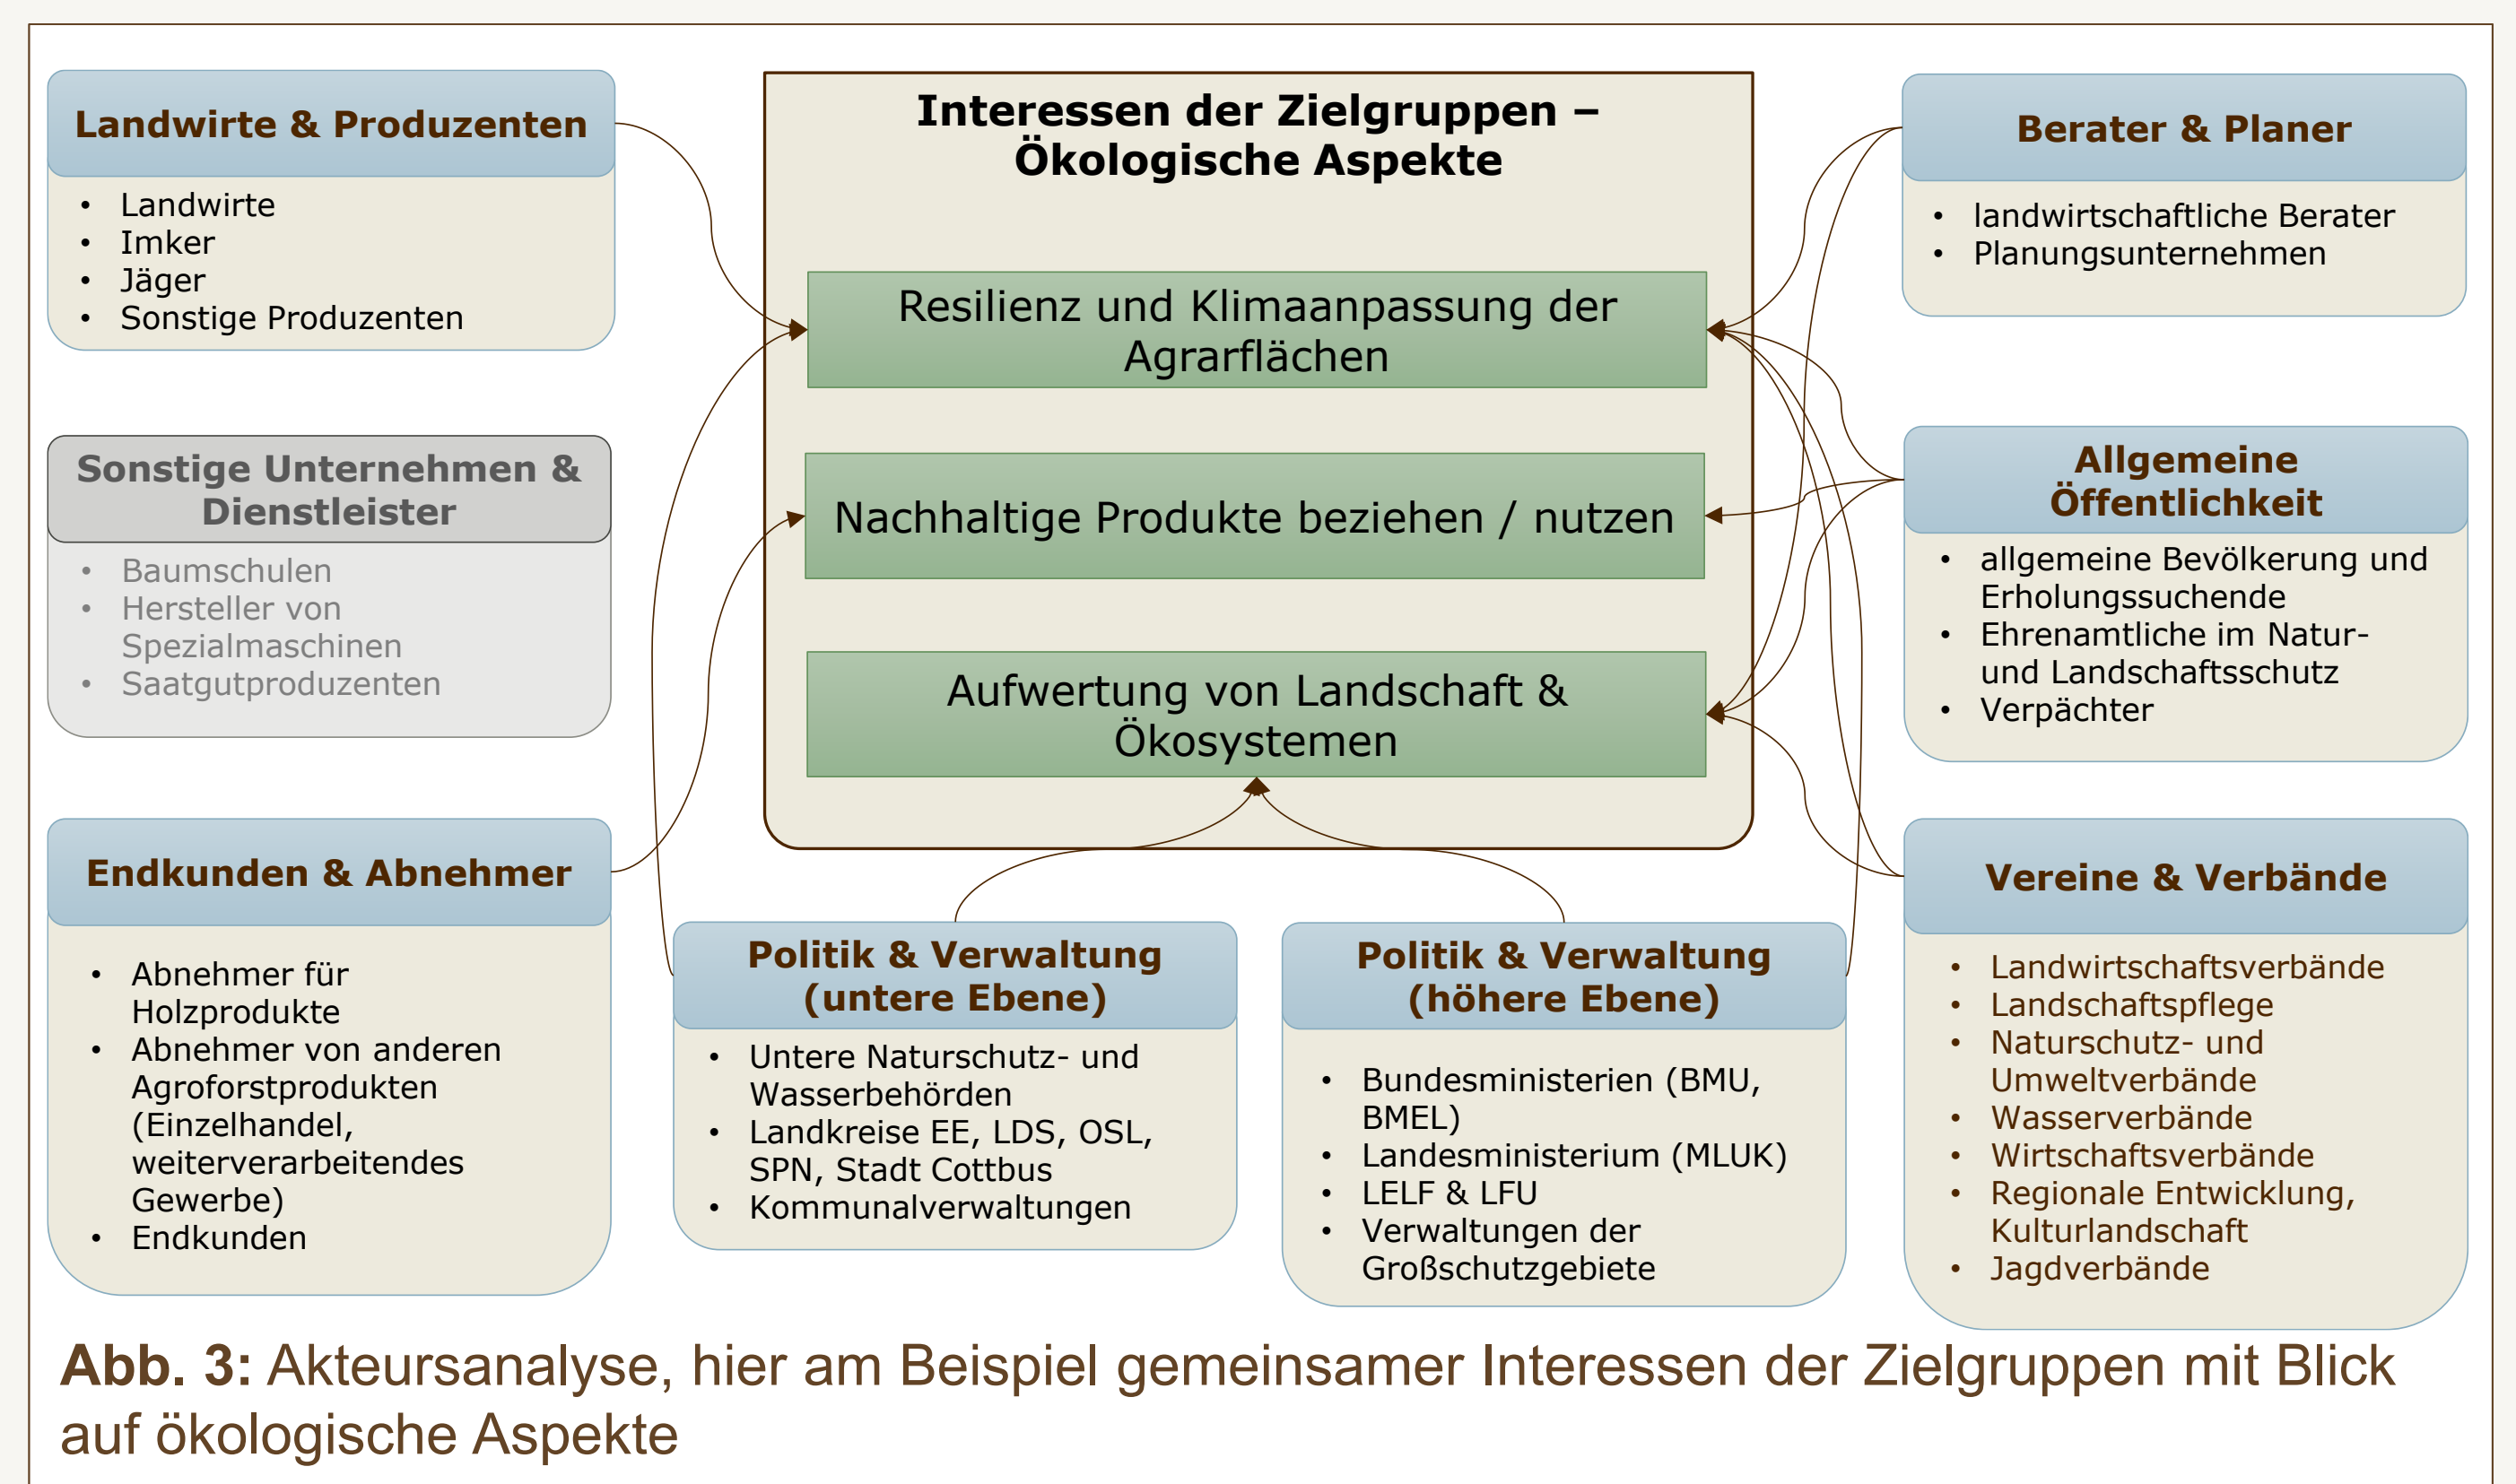 Landwirte & Produzenten
• Landwirte
• Imker
• Jäger
• Sonstige Produzenten
Sonstige Unternehmen &
Dienstleister
• Baumschulen
• Hersteller von
Spezialmaschinen
• Saatgutproduzenten
Endkunden & Abnehmer
• Abnehmer für
Holzprodukte
• Abnehmer von anderen
Agroforstprodukten
(Einzelhandel,
weiterverarbeitendes
Gewerbe)
• Endkunden
Interessen der Zielgruppen –
Ökologische Aspekte
Resilienz und Klimaanpassung der
Agrarflächen
Nachhaltige Produkte beziehen / nutzen
Aufwertung von Landschaft &
Ökosystemen
Politik & Verwaltung
(untere Ebene)
• Untere Naturschutz- und
Wasserbehörden
• Landkreise EE, LDS, OSL,
SPN, Stadt Cottbus
• Kommunalverwaltungen
Politik & Verwaltung
(höhere Ebene)
• Bundesministerien (BMU,
BMEL)
• Landesministerium (MLUK)
• LELF & LFU
• Verwaltungen der
Großschutzgebiete
Berater & Planer
• landwirtschaftliche Berater
• Planungsunternehmen
Allgemeine
Öffentlichkeit
• allgemeine Bevölkerung und
Erholungssuchende
• Ehrenamtliche im Natur-
und Landschaftsschutz
• Verpächter
Vereine & Verbände
• Landwirtschaftsverbände
• Landschaftspflege
• Naturschutz- und
Umweltverbände
• Wasserverbände
• Wirtschaftsverbände
• Regionale Entwicklung,
Kulturlandschaft
• Jagdverbände
Abb. 3: Akteursanalyse, hier am Beispiel gemeinsamer Interessen der Zielgruppen mit Blick
auf ökologische Aspekte